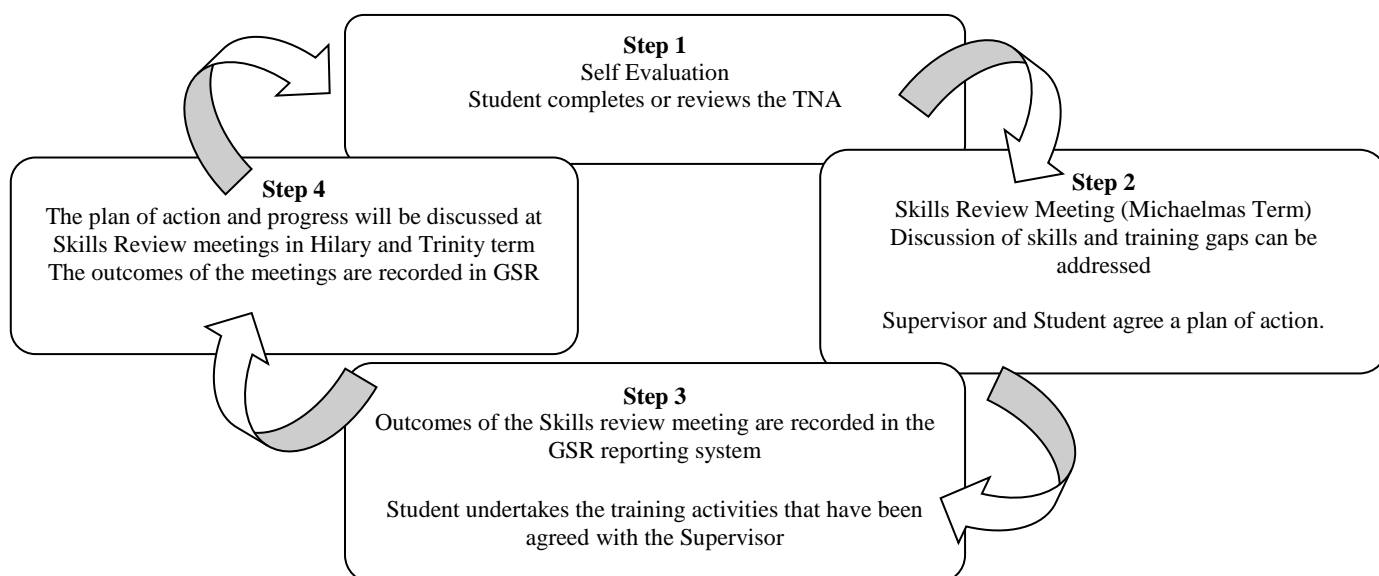 Step 1
Self Evaluation
Student completes or reviews the TNA
Step 2
Skills Review Meeting (Michaelmas Term)
Discussion of skills and training gaps can be
addressed
Supervisor and Student agree a plan of action.
Step 3
Outcomes of the Skills review meeting are recorded in the
GSR reporting system
Student undertakes the training activities that have been
agreed with the Supervisor
Step 4
The plan of action and progress will be discussed at
Skills Review meetings in Hilary and Trinity term
The outcomes of the meetings are recorded in GSR